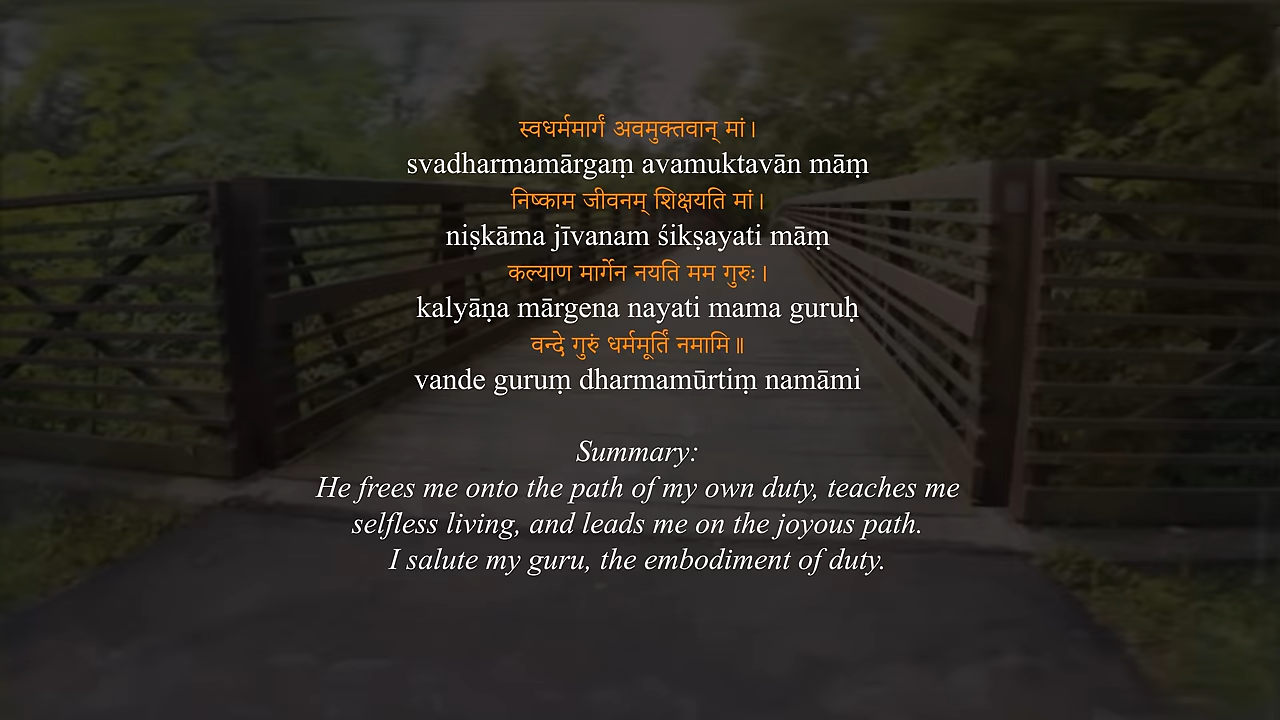 स्वधर्ममार्गं अवमुक्तवान् मां।
svadharmamārgaṃ avamuktavān māṃ
निष्काम जीवनम् शिक्षयति मां।
niṣkāma jīvanam śikṣayati māṃ
कल्याण मार्गेन नयति मम गुरुः।
kalyāṇa mārgena nayati mama guruḥ
वन्दे गुरुं धर्ममूर्तिं नमामि॥
vande guruṃ dharmamūrtiṃ namāmi
Summary:
He frees me onto the path of my own duty, teaches me
selfless living, and leads me on the joyous path.
I salute my guru, the embodiment of duty.